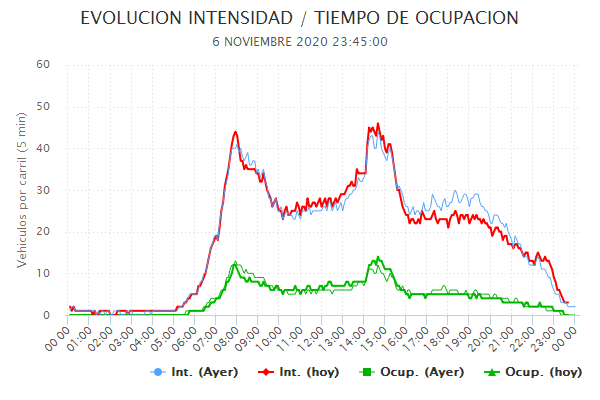 EVOLUCION INTENSIDAD / TIEMPO DE OCUPACION
6 NOVIEMBRE 2020 23:45:00
Vehiculos por carril (5 min)
60
50
40
30
20
10
0
00:00 01:00 02:00 03:00 04:00 05:00 06:00 07:00 08:00 09:00 10:00 11:00 12:00 13:00 14:00 15:00 16:00 17:00 18:00 19:00 20:00 21:00 22:00 23:00 00:00
Int. (Ayer) Int. (hoy) Ocup. (Ayer) Ocup. (hoy)